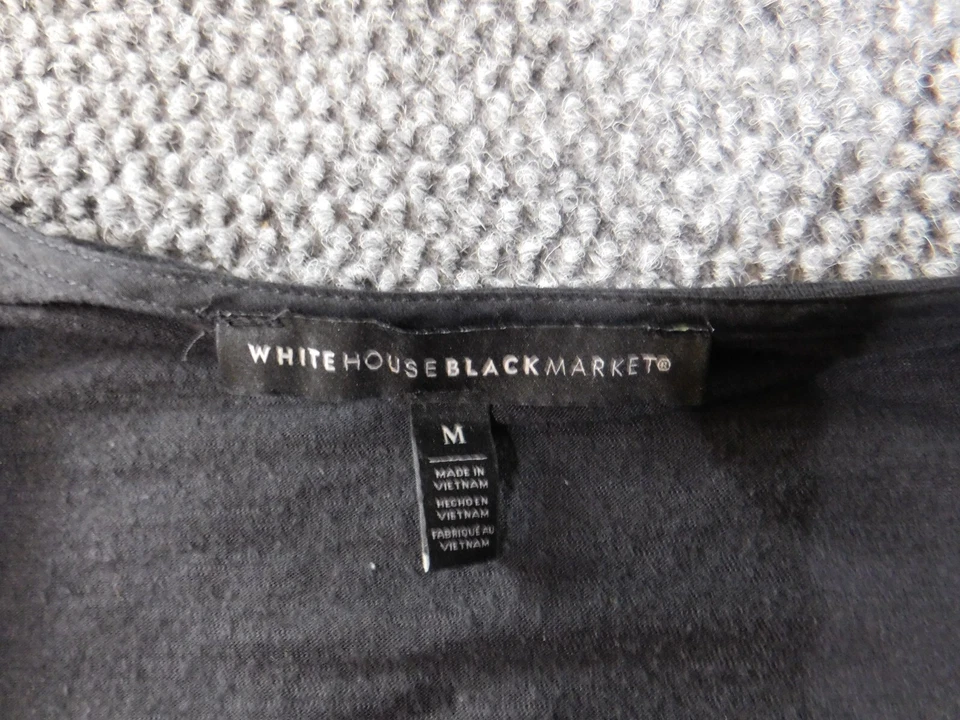 WHITEHOUSEBLACKMARKET®
M
MADE IN
VIETNAM
HECHO EN
VIETNAM
FABRIQUÉ AU
VIETNAM